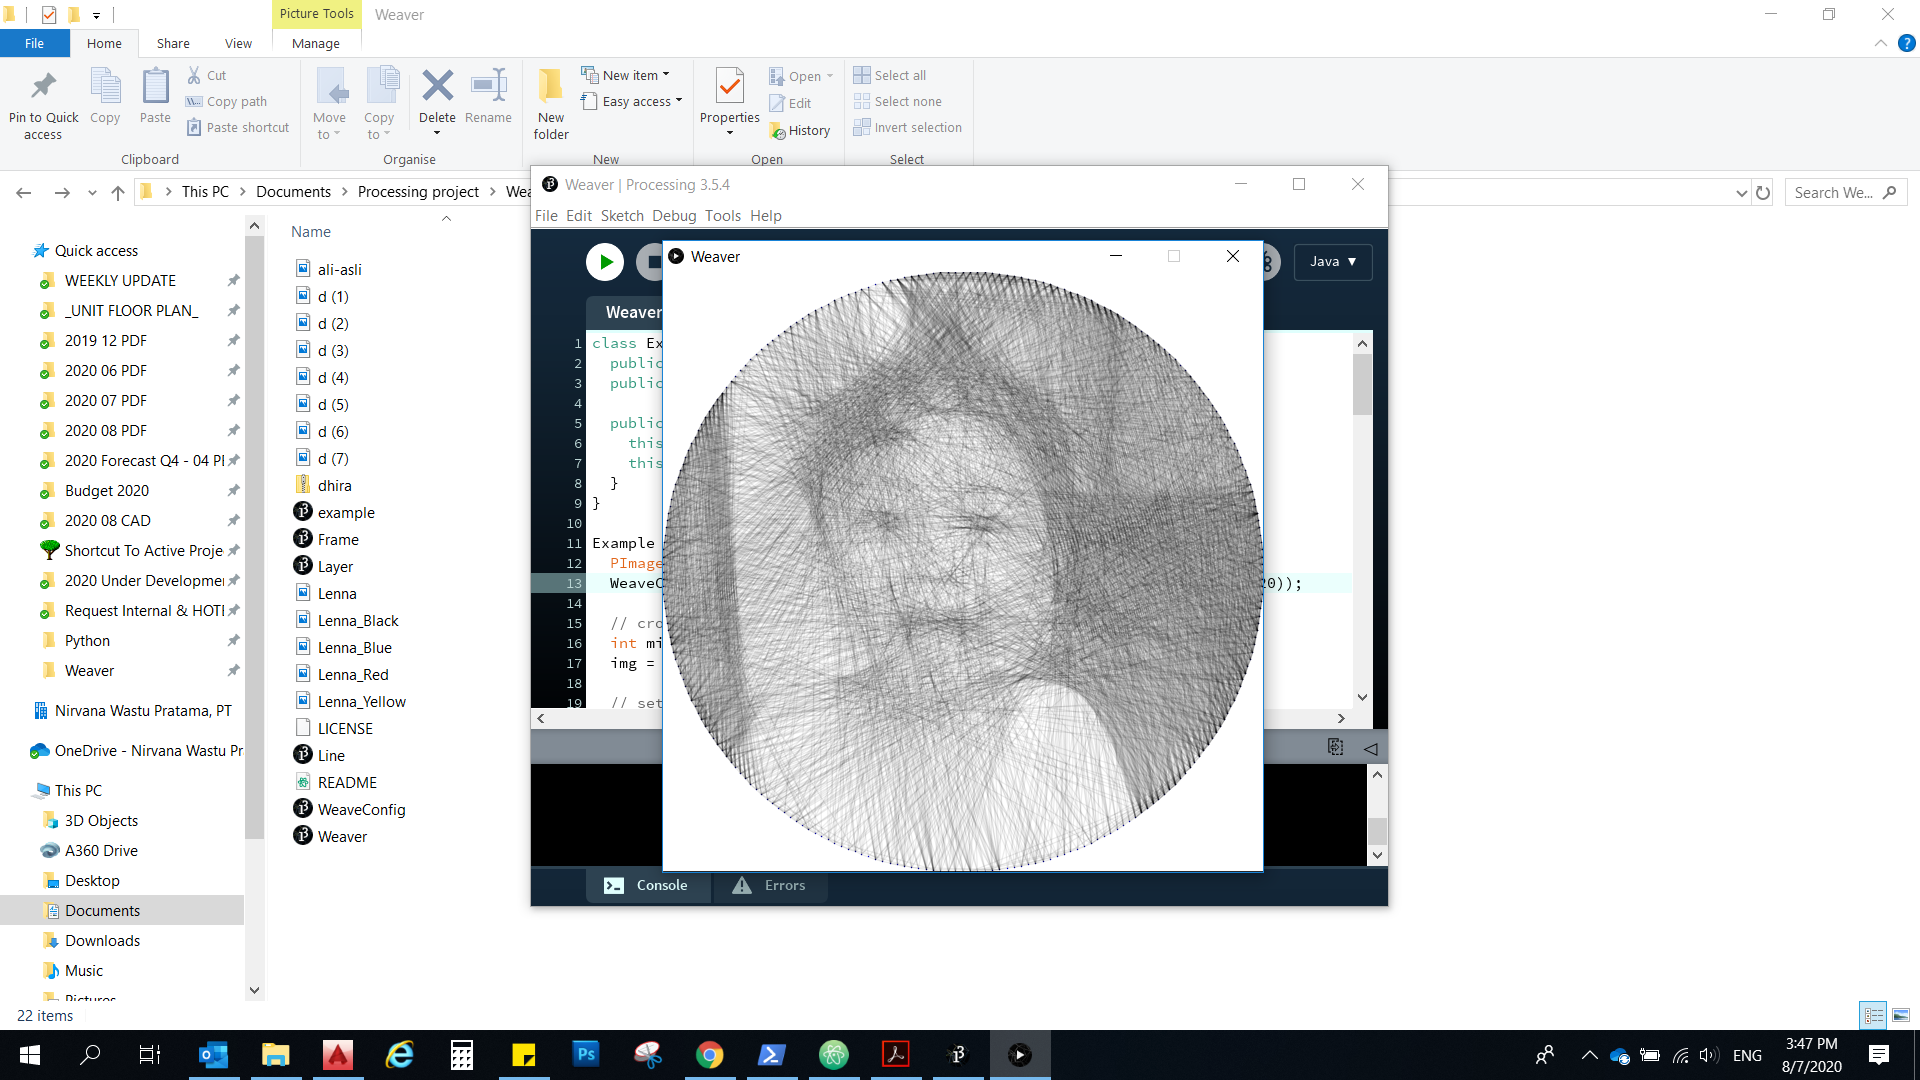 Picture Tools
Weaver
File
Home
Share
View
Manage
Pin to Quick access
Copy
Paste
Cut
Copy path
Paste shortcut
Clipboard
Move to
Copy to
Delete
Rename
Organise
New folder
New item
Easy access
New
Properties
Open
Edit
History
Open
Select all
Select none
Invert selection
Select
This PC
Documents
Processing project
Wea
Search We...
Quick access
WEEKLY UPDATE
_UNIT FLOOR PLAN_
2019 12 PDF
2020 06 PDF
2020 07 PDF
2020 08 PDF
2020 Forecast Q4 - 04 Pl
Budget 2020
2020 08 CAD
Shortcut To Active Proje
2020 Under Developmer
Request Internal & HOTI
Python
Weaver
Nirvana Wastu Pratama, PT
OneDrive - Nirvana Wastu Pr
This PC
3D Objects
A360 Drive
Desktop
Documents
Downloads
Music
Pictures
22 items
Name
ali-asli
d (1)
d (2)
d (3)
d (4)
d (5)
d (6)
d (7)
dhira
example
Frame
Layer
Lenna
Lenna_Black
Lenna_Blue
Lenna_Red
Lenna_Yellow
LICENSE
Line
README
WeaveConfig
Weaver
Weaver | Processing 3.5.4
File Edit Sketch Debug Tools Help
Java
Weaver
Weaver
1 class Ex
2 public
3 public
4
5 public
6 this
7 this
8 }
9 }
10
11 Example
12 PImage
13 WeaveC 20));
14
15 // cro
16 int mi
17 img =
18
19 // set
Console
Errors
ENG
3:47 PM
8/7/2020